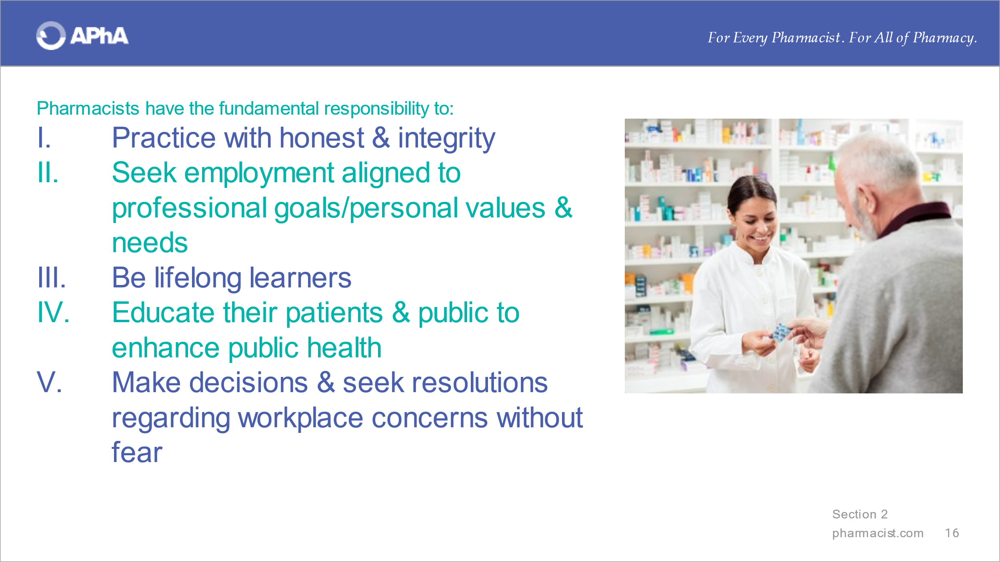 APhA
For Every Pharmacist. For All of Pharmacy.
Pharmacists have the fundamental responsibility to:
I. Practice with honest & integrity
II. Seek employment aligned to
professional goals/personal values &
needs
III. Be lifelong learners
IV. Educate their patients & public to
enhance public health
V. Make decisions & seek resolutions
regarding workplace concerns without
fear
Section 2
pharmacist.com 16